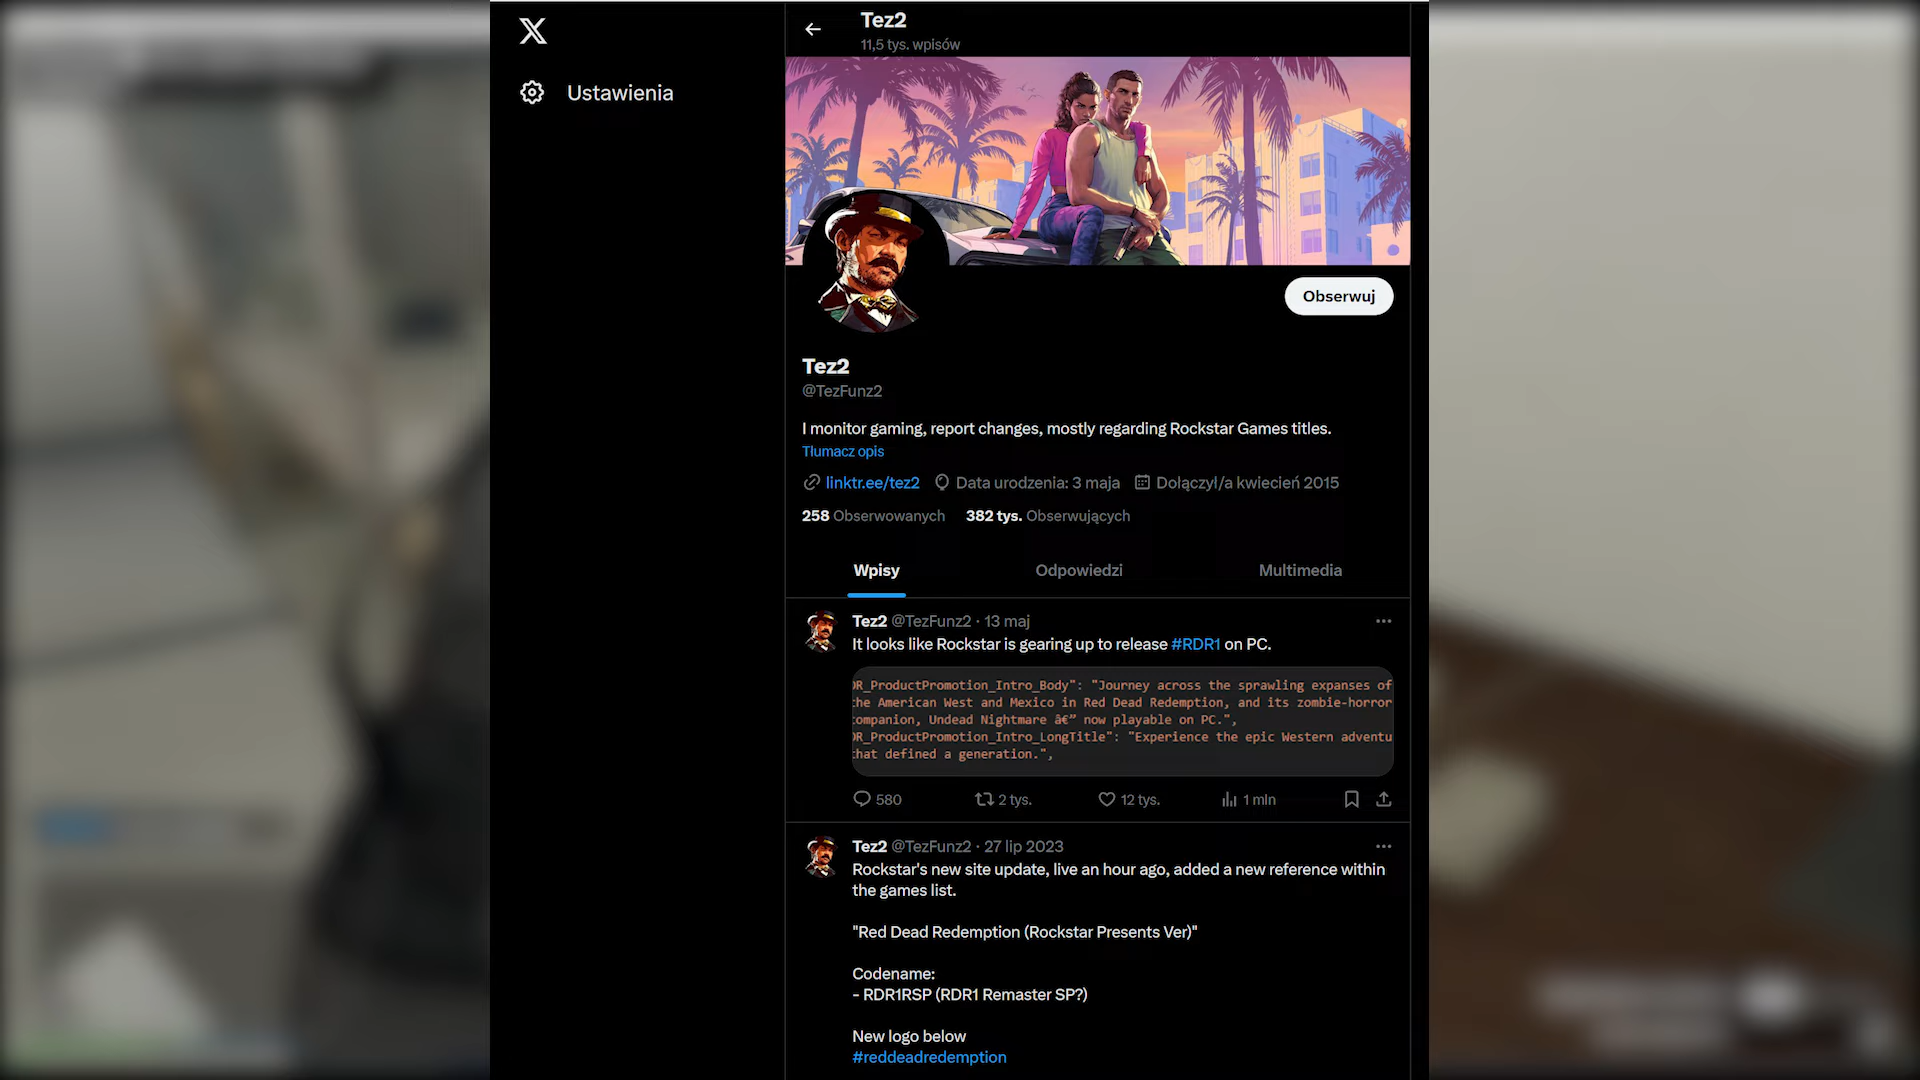 Ustawienia
Tez2
11,5 tys. wpisów
Obserwuj
Tez2
@TezFunz2
I monitor gaming, report changes, mostly regarding Rockstar Games titles.
Tłumacz opis
linktr.ee/tez2 Data urodzenia: 3 maja Dołączył/a kwiecień 2015
258 Obserwowanych 382 tys. Obserwujących
Wpisy Odpowiedzi Multimedia
Tez2 @TezFunz2 · 13 maj
It looks like Rockstar is gearing up to release #RDR1 on PC.
DR_ProductPromotion_Intro_Body": "Journey across the sprawling expanses of
the American West and Mexico in Red Dead Redemption, and its zombie-horror
companion, Undead Nightmare â€” now playable on PC.",
DR_ProductPromotion_Intro_LongTitle": "Experience the epic Western adventu
that defined a generation.",
580 2 tys. 12 tys. 1 mln
Tez2 @TezFunz2 · 27 lip 2023
Rockstar's new site update, live an hour ago, added a new reference within
the games list.
"Red Dead Redemption (Rockstar Presents Ver)"
Codename:
- RDR1RSP (RDR1 Remaster SP?)
New logo below
#reddeadredemption